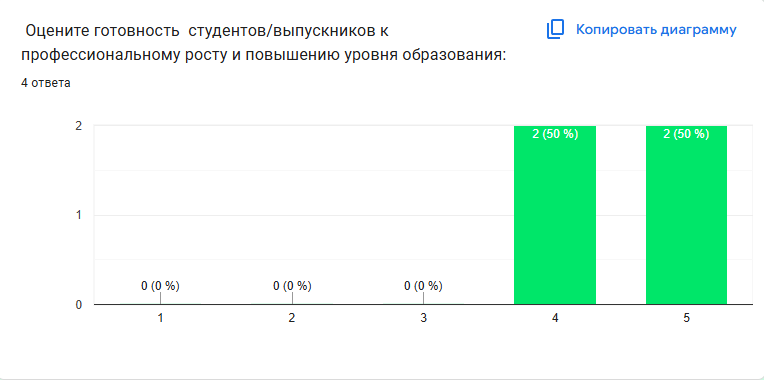 Оцените готовность студентов/выпускников к
профессиональному росту и повышению уровня образования:
Копировать диаграмму
4 ответа
2
1
0
0 (0 %)
0 (0 %)
0 (0 %)
2 (50 %)
2 (50 %)
1
2
3
4
5